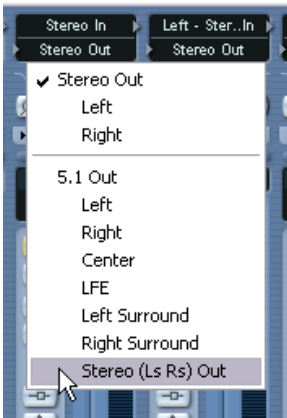 Stereo In
Left - Ster..In
Stereo Out
Stereo Out
Stereo Out
Left
Right
5.1 Out
Left
Right
Center
LFE
Left Surround
Right Surround
Stereo (Ls Rs) Out